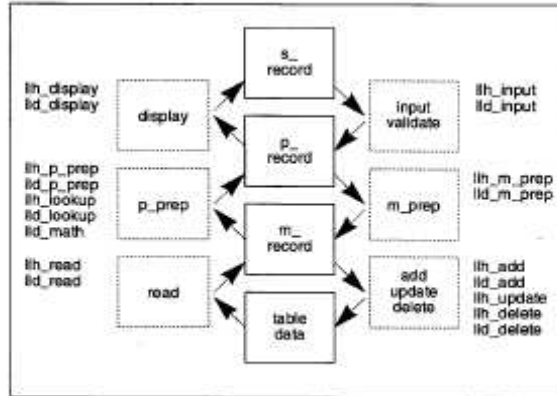 s_
record
llh_display
lld_display
display
input
validate
llh_input
lld_input
p_
record
llh_p_prep
lld_p_prep
llh_lookup
lld_lookup
lld_math
p_prep
m_prep
llh_m_prep
lld_m_prep
m_
record
llh_read
lld_read
read
add
update
delete
llh_add
lld_add
llh_update
llh_delete
lld_delete
table
data